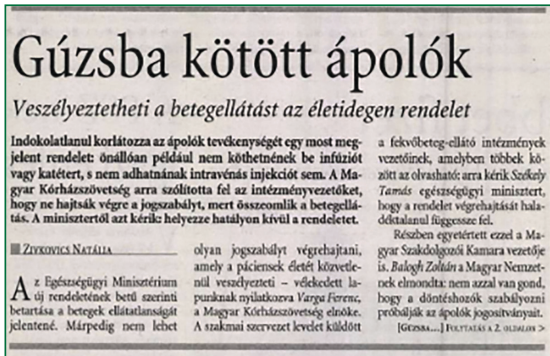 Gúzsba kötött ápolók
Veszélyeztetheti a betegellátást az életidegen rendelet
Indokolatlanul korlátozza az ápolók tevékenységét egy most meg-
jelent rendelet: önállóan például nem köthetnének be infúziót
vagy katétert, s nem adhatnának intravénás injekciót sem. A Ma-
gyar Kórházszövetség arra szólította fel az intézményvezetőket,
hogy ne hajtsák végre a jogszabályt, mert összeomlik a betegellá-
tás. A minisztertől azt kérik: helyezze hatályon kívül a rendeletet.
Zivkovics Natália
Az Egészségügyi Minisztérium
új rendeletének betű szerinti
betartása a betegek ellátatlanságát
jelentené. Márpedig nem lehet
olyan jogszabályt végrehajtani,
amely a páciensek életét közvetle-
nül veszélyezteti – vélekedett la-
punknak nyilatkozva Varga Ferenc,
a Magyar Kórházszövetség elnöke.
A szakmai szervezet levelet küldött
a fekvőbeteg-ellátó intézmények
vezetőinek, amelyben többek kö-
zött az olvasható: arra kérik Székely
Tamás egészségügyi minisztert,
hogy a rendelet végrehajtását hala-
déktalanul függessze fel.
Részben egyetértett ezzel a Ma-
gyar Szakdolgozói Kamara vezetője
is. Balogh Zoltán a Magyar Nemzet-
nek elmondta: nem azzal van gond,
hogy a döntéshozók szabályozni
próbálják az ápolók jogosítványait.
[Gúzsba…] Folytatás a 2. oldalon >